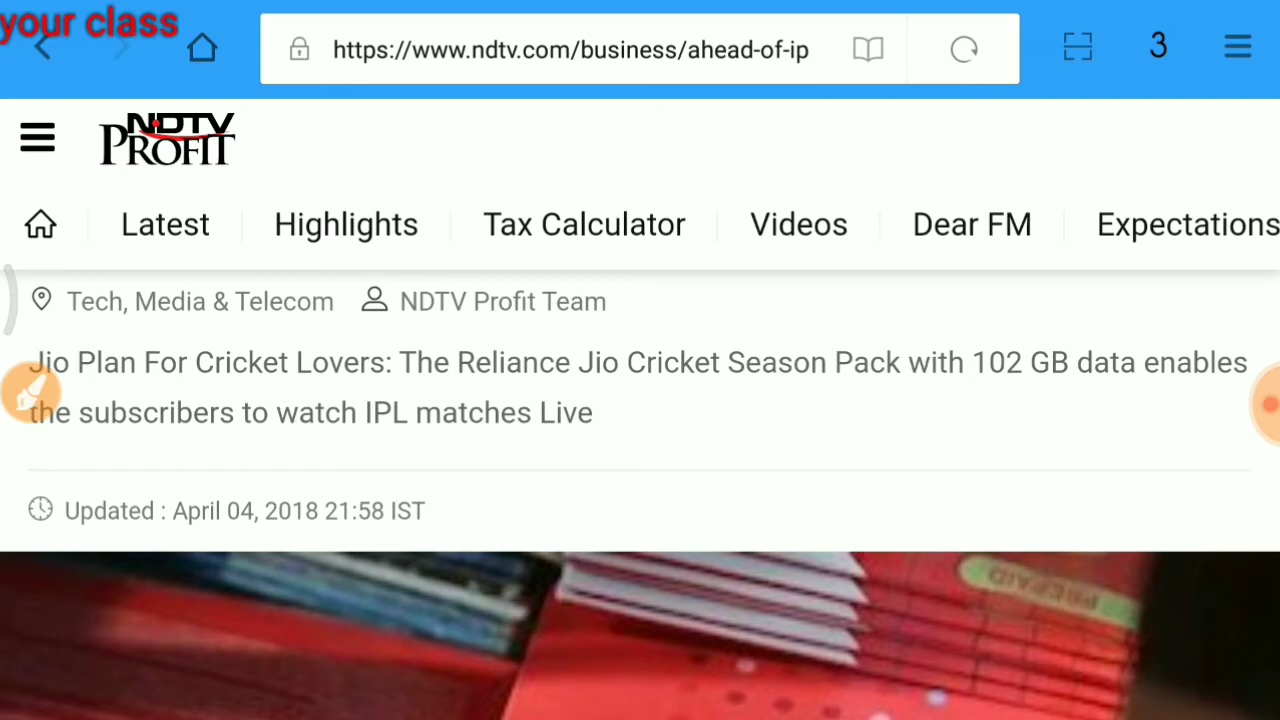 your class
https://www.ndtv.com/business/ahead-of-ip
3
NDTV
PROFIT
Latest
Highlights
Tax Calculator
Videos
Dear FM
Expectations
Tech, Media & Telecom
NDTV Profit Team
Jio Plan For Cricket Lovers: The Reliance Jio Cricket Season Pack with 102 GB data enables
the subscribers to watch IPL matches Live
Updated : April 04, 2018 21:58 IST
PREPAID